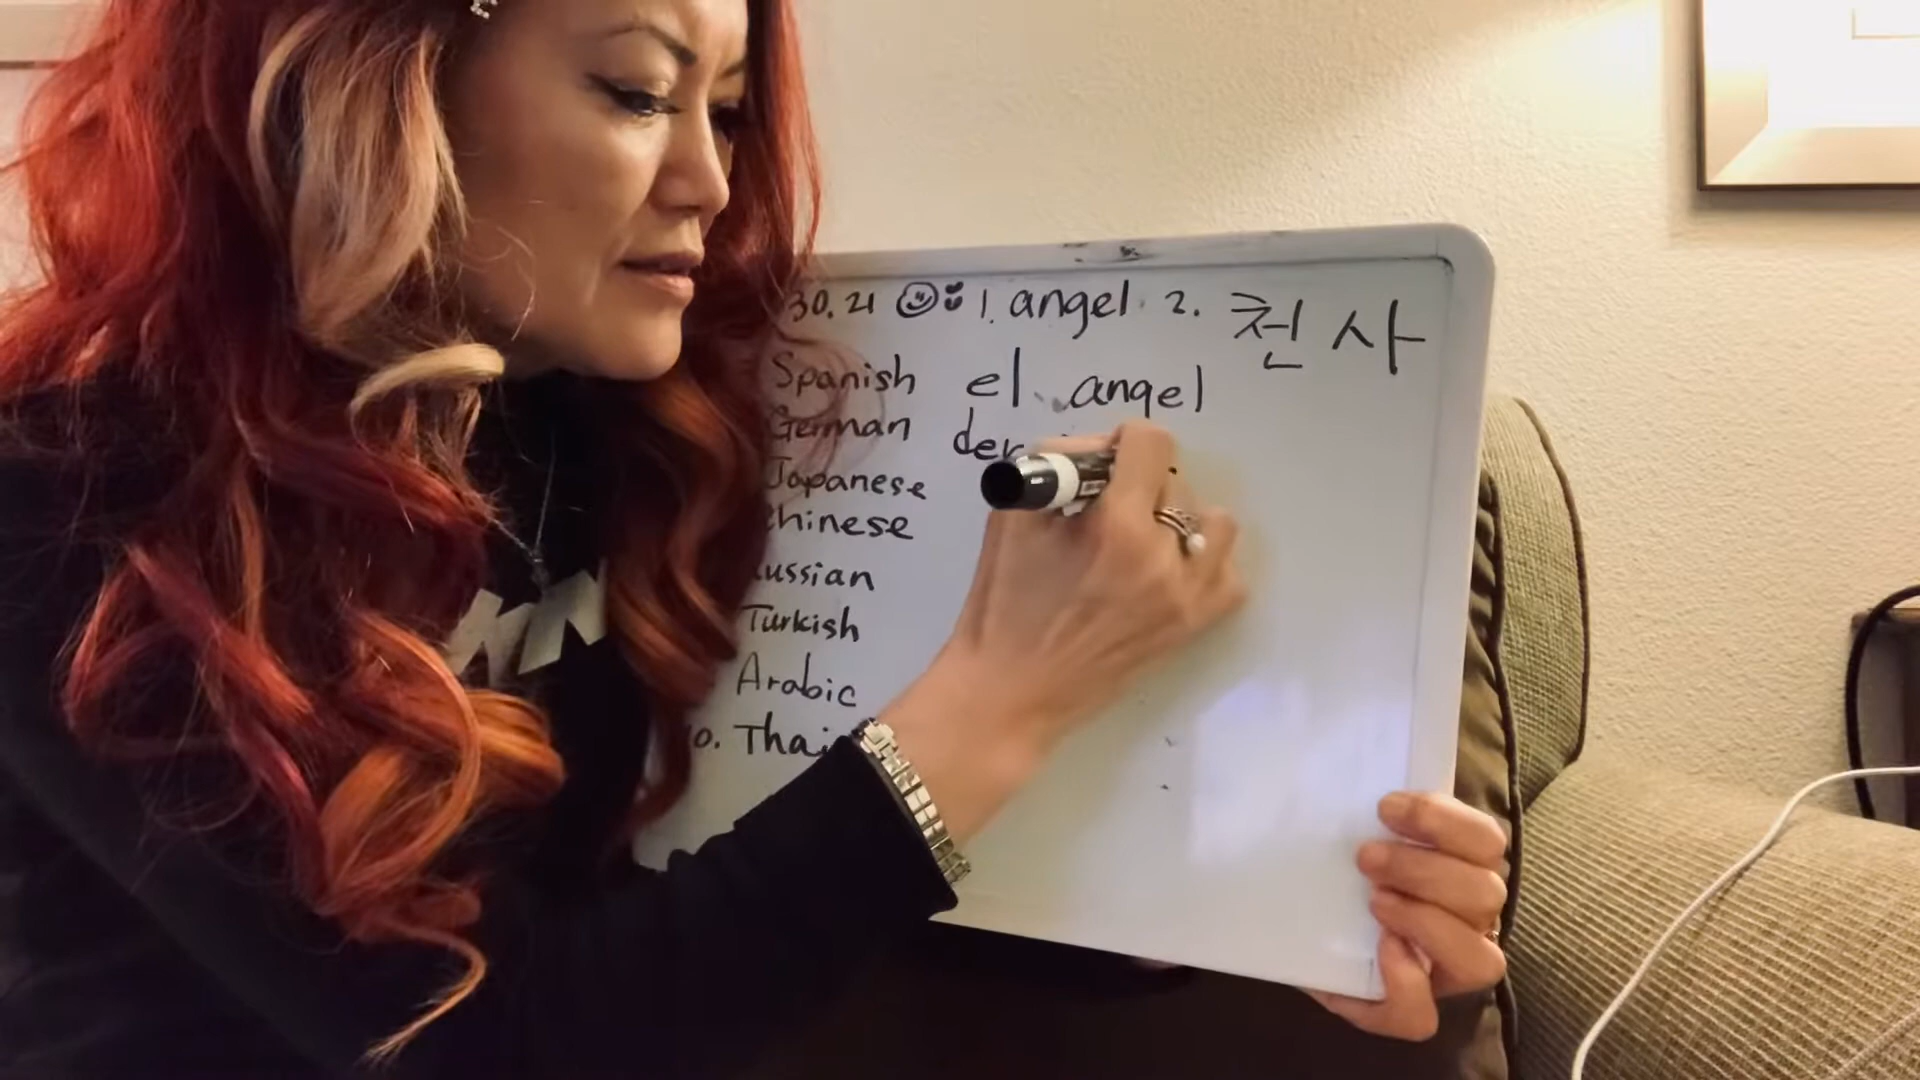 30. 21 1. angel 2. 천사
Spanish el angel
German der
Japanese
Chinese
Russian
Turkish
Arabic
10. Thai